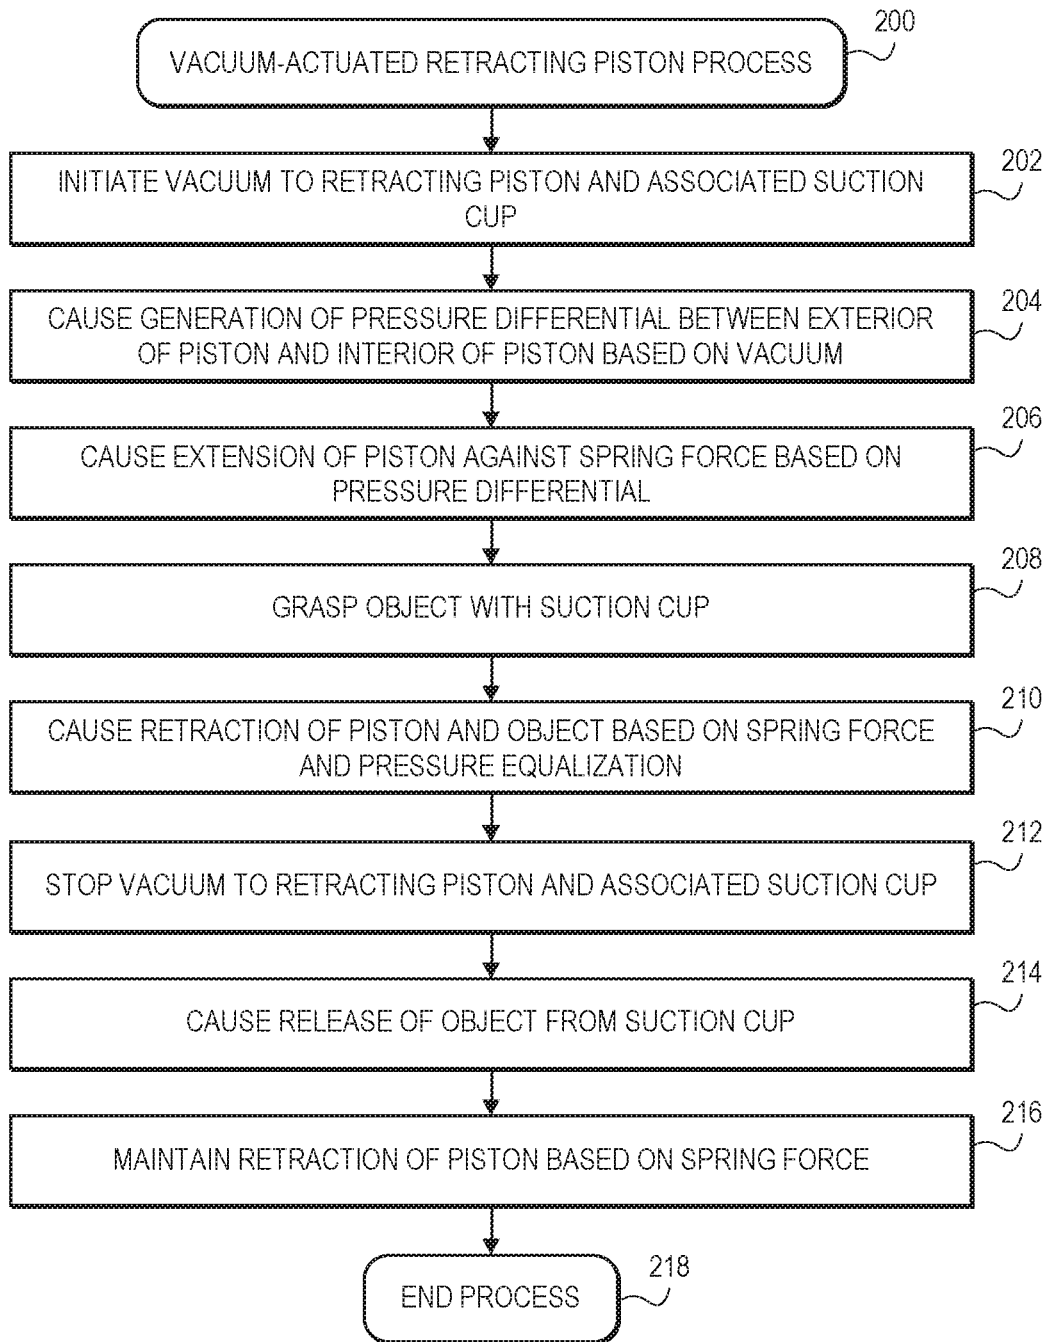 200
VACUUM-ACTUATED RETRACTING PISTON PROCESS
202
INITIATE VACUUM TO RETRACTING PISTON AND ASSOCIATED SUCTION
CUP
204
CAUSE GENERATION OF PRESSURE DIFFERENTIAL BETWEEN EXTERIOR
OF PISTON AND INTERIOR OF PISTON BASED ON VACUUM
206
CAUSE EXTENSION OF PISTON AGAINST SPRING FORCE BASED ON
PRESSURE DIFFERENTIAL
208
GRASP OBJECT WITH SUCTION CUP
210
CAUSE RETRACTION OF PISTON AND OBJECT BASED ON SPRING FORCE
AND PRESSURE EQUALIZATION
212
STOP VACUUM TO RETRACTING PISTON AND ASSOCIATED SUCTION CUP
214
CAUSE RELEASE OF OBJECT FROM SUCTION CUP
216
MAINTAIN RETRACTION OF PISTON BASED ON SPRING FORCE
218
END PROCESS